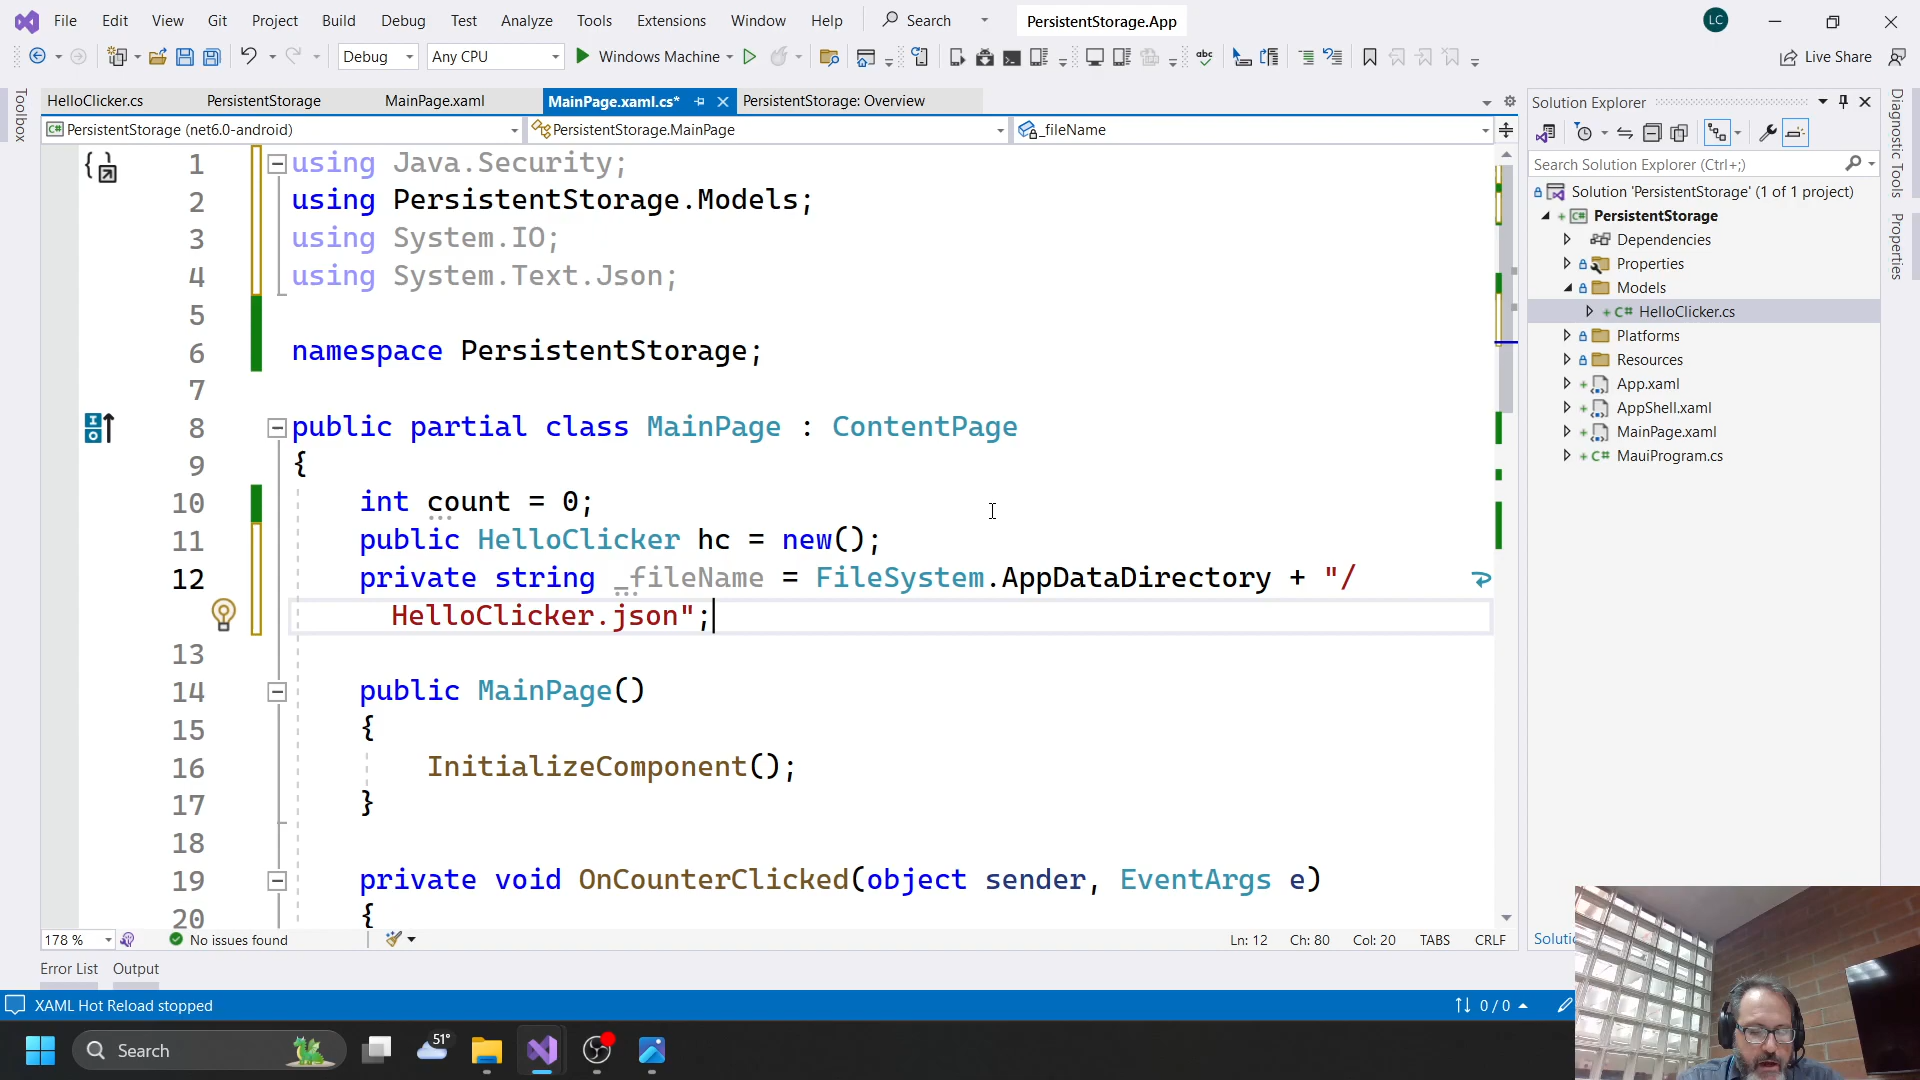 File Edit View Git Project Build Debug Test Analyze Tools Extensions Window Help Search PersistentStorage.App LC
Debug Any CPU Windows Machine abc Live Share
HelloClicker.cs PersistentStorage MainPage.xaml MainPage.xaml.cs* PersistentStorage: Overview
PersistentStorage (net6.0-android) PersistentStorage.MainPage _fileName
Toolbox
1 using Java.Security;
2 using PersistentStorage.Models;
3 using System.IO;
4 using System.Text.Json;
5
6 namespace PersistentStorage;
7
8 public partial class MainPage : ContentPage
9 {
10 int count = 0;
11 public HelloClicker hc = new();
12 private string _fileName = FileSystem.AppDataDirectory + "/
HelloClicker.json";
13
14 public MainPage()
15 {
16 InitializeComponent();
17 }
18
19 private void OnCounterClicked(object sender, EventArgs e)
20 {
178 % No issues found Ln: 12 Ch: 80 Col: 20 TABS CRLF
Solution Explorer
Search Solution Explorer (Ctrl+;)
Solution 'PersistentStorage' (1 of 1 project)
C# PersistentStorage
Dependencies
Properties
Models
C# HelloClicker.cs
Platforms
Resources
App.xaml
AppShell.xaml
MainPage.xaml
C# MauiProgram.cs
Diagnostic Tools
Properties
Error List Output
XAML Hot Reload stopped 0 / 0
Search 51°